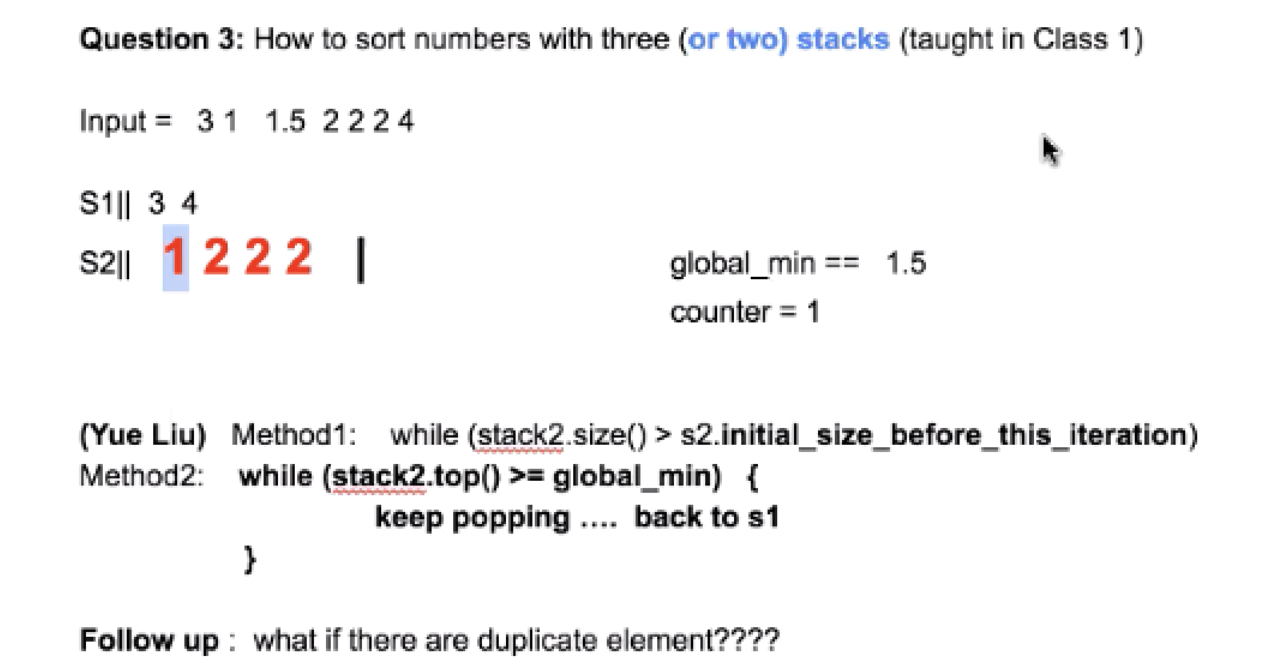 Question 3: How to sort numbers with three (or two) stacks (taught in Class 1)
Input = 3 1 1.5 2 2 2 4
S1|| 3 4
S2|| 1 2 2 2 |
global_min == 1.5
counter = 1
(Yue Liu) Method1: while (stack2.size() > s2.initial_size_before_this_iteration)
Method2: while (stack2.top() >= global_min) {
keep popping .... back to s1
}
Follow up : what if there are duplicate element????